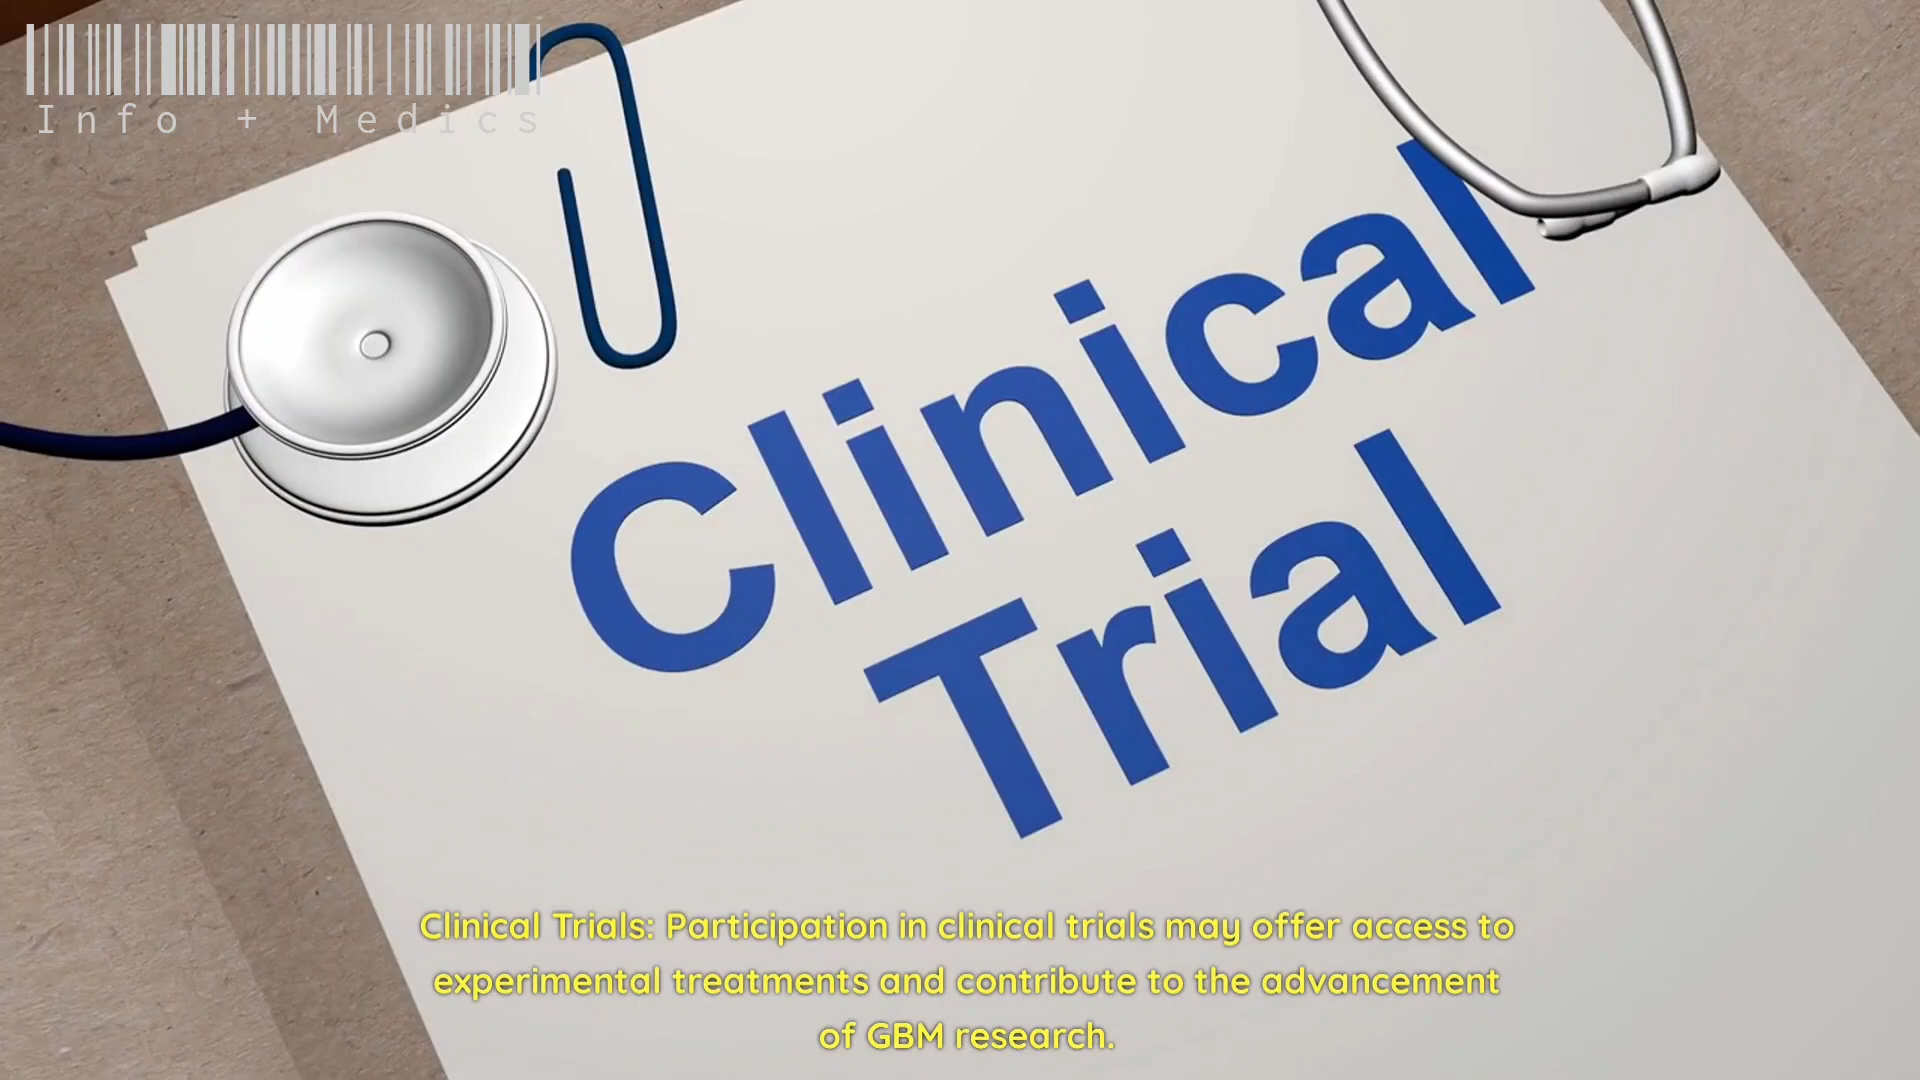 Info + Medics
Clinical
Trial
Clinical Trials: Participation in clinical trials may offer access to
experimental treatments and contribute to the advancement
of GBM research.